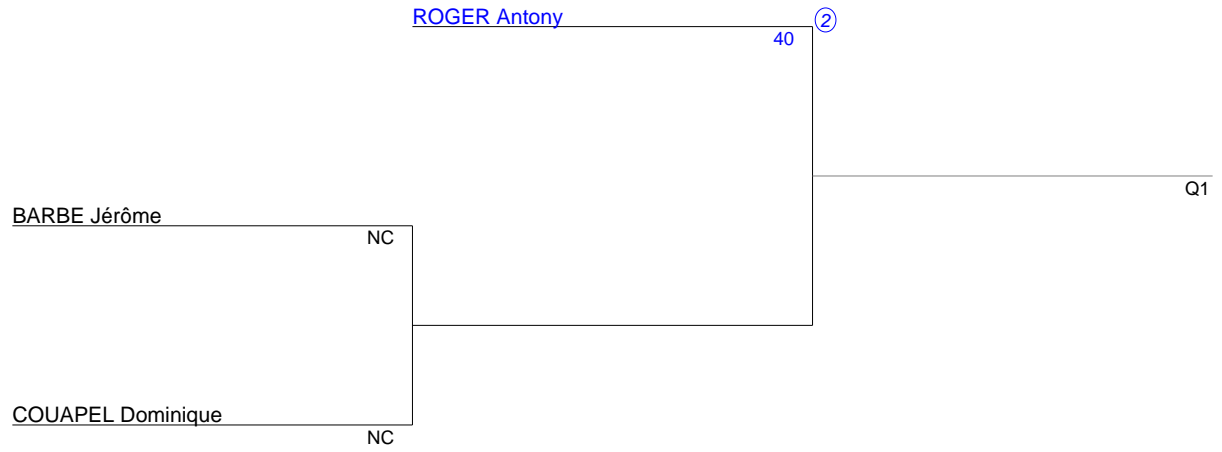 ROGER Antony
2
40
Q1
BARBE Jérôme
NC
COUAPEL Dominique
NC